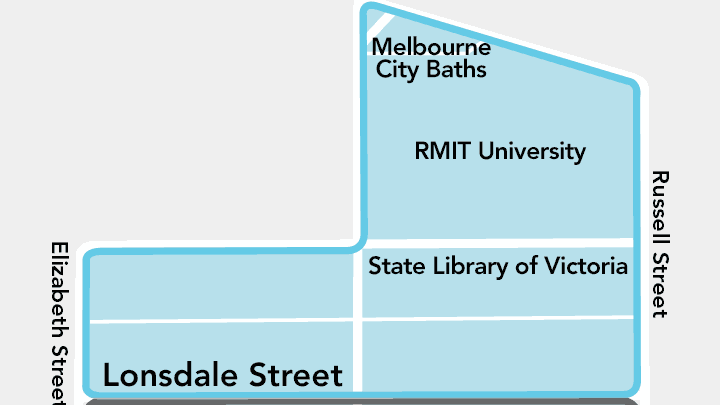 Melbourne
City Baths
RMIT University
Russell Street
Elizabeth Street
State Library of Victoria
Lonsdale Street